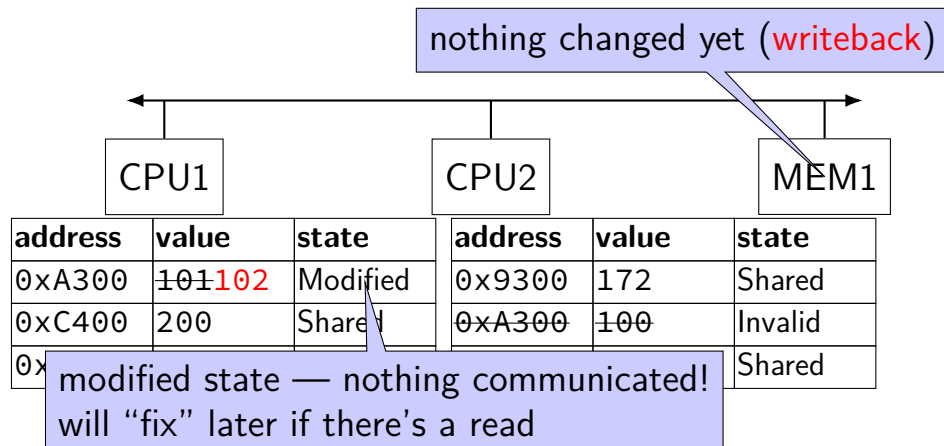 nothing changed yet (writeback)
CPU1 CPU2 MEM1
address value state address value state
0xA300 101102 Modified 0x9300 172 Shared
0xC400 200 Shared 0xA300 100 Invalid
Shared
modified state — nothing communicated!
will “fix” later if there's a read